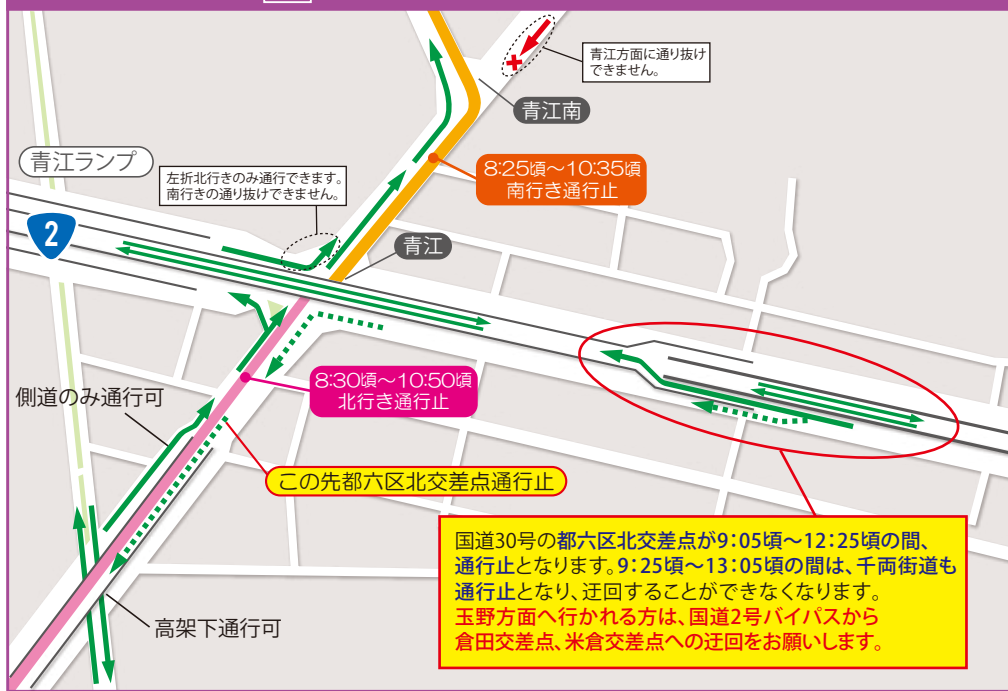 青江方面に通り抜け
できません。
青江南
青江ランプ
8:25頃～10:35頃
南行き通行止
左折北行きのみ通行できます。
南行きの通り抜けできません。
2
青江
8:30頃～10:50頃
北行き通行止
側道のみ通行可
この先都六区北交差点通行止
国道30号の都六区北交差点が9:05頃～12:25頃の間、
通行止となります。9:25頃～13:05頃の間は、千両街道も
通行止となり、迂回することができなくなります。
玉野方面へ行かれる方は、国道2号バイパスから
倉田交差点、米倉交差点への迂回をお願いします。
高架下通行可